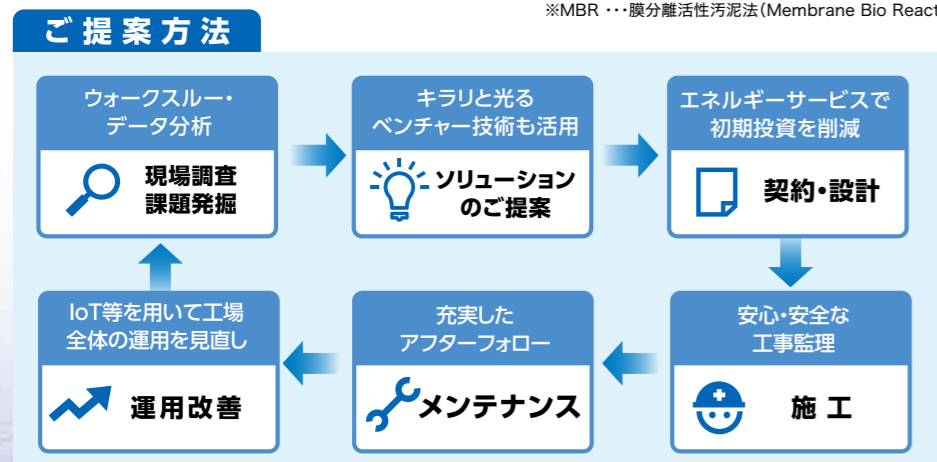 ※MBR ・・・膜分離活性汚泥法(Membrane Bio React
ご提案方法
ウォークスルー・
データ分析
現場調査
課題発掘
キラリと光る
ベンチャー技術も活用
ソリューション
のご提案
エネルギーサービスで
初期投資を削減
契約・設計
安心・安全な
工事監理
施工
充実した
アフターフォロー
メンテナンス
IoT等を用いて工場
全体の運用を見直し
運用改善